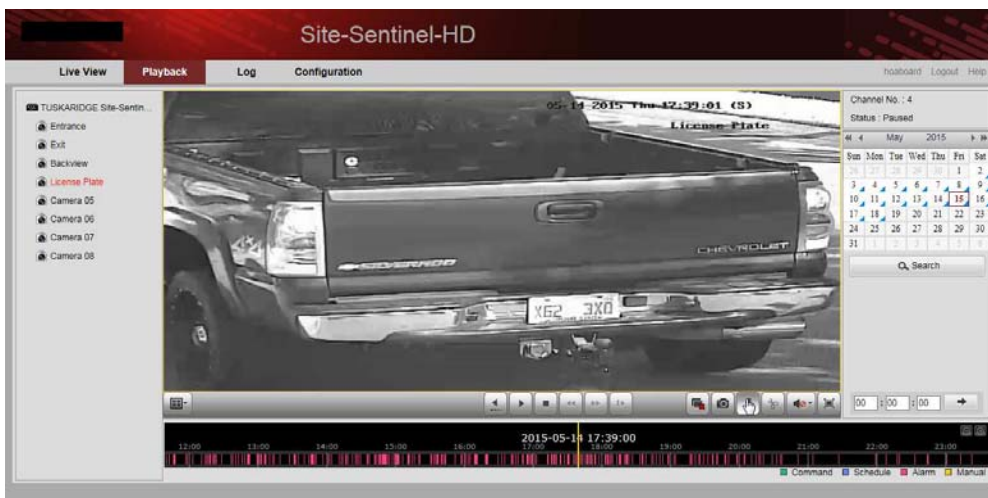 Site-Sentinel-HD
Live View Playback Log Configuration
hoaboard Logout Help
TUSKARIDGE Site-Sentin...
Entrance
Exit
Backview
License Plate
Camera 05
Camera 06
Camera 07
Camera 08
05-14-2015 Thu 17:39:01 (S)
License Plate
4x4
SILVERADO
CHEVROLET
XG2 3X0
Channel No. : 4
Status : Paused
May 2015
Sun Mon Tue Wed Thu Fri Sat
26 27 28 29 30 1 2
3 4 5 6 7 8 9
10 11 12 13 14 15 16
17 18 19 20 21 22 23
24 25 26 27 28 29 30
31 1 2 3 4 5 6
Search
00 : 00 : 00
2015-05-14 17:39:00
12:00 13:00 14:00 15:00 16:00 17:00 18:00 19:00 20:00 21:00 22:00 23:00
Command Schedule Alarm Manual